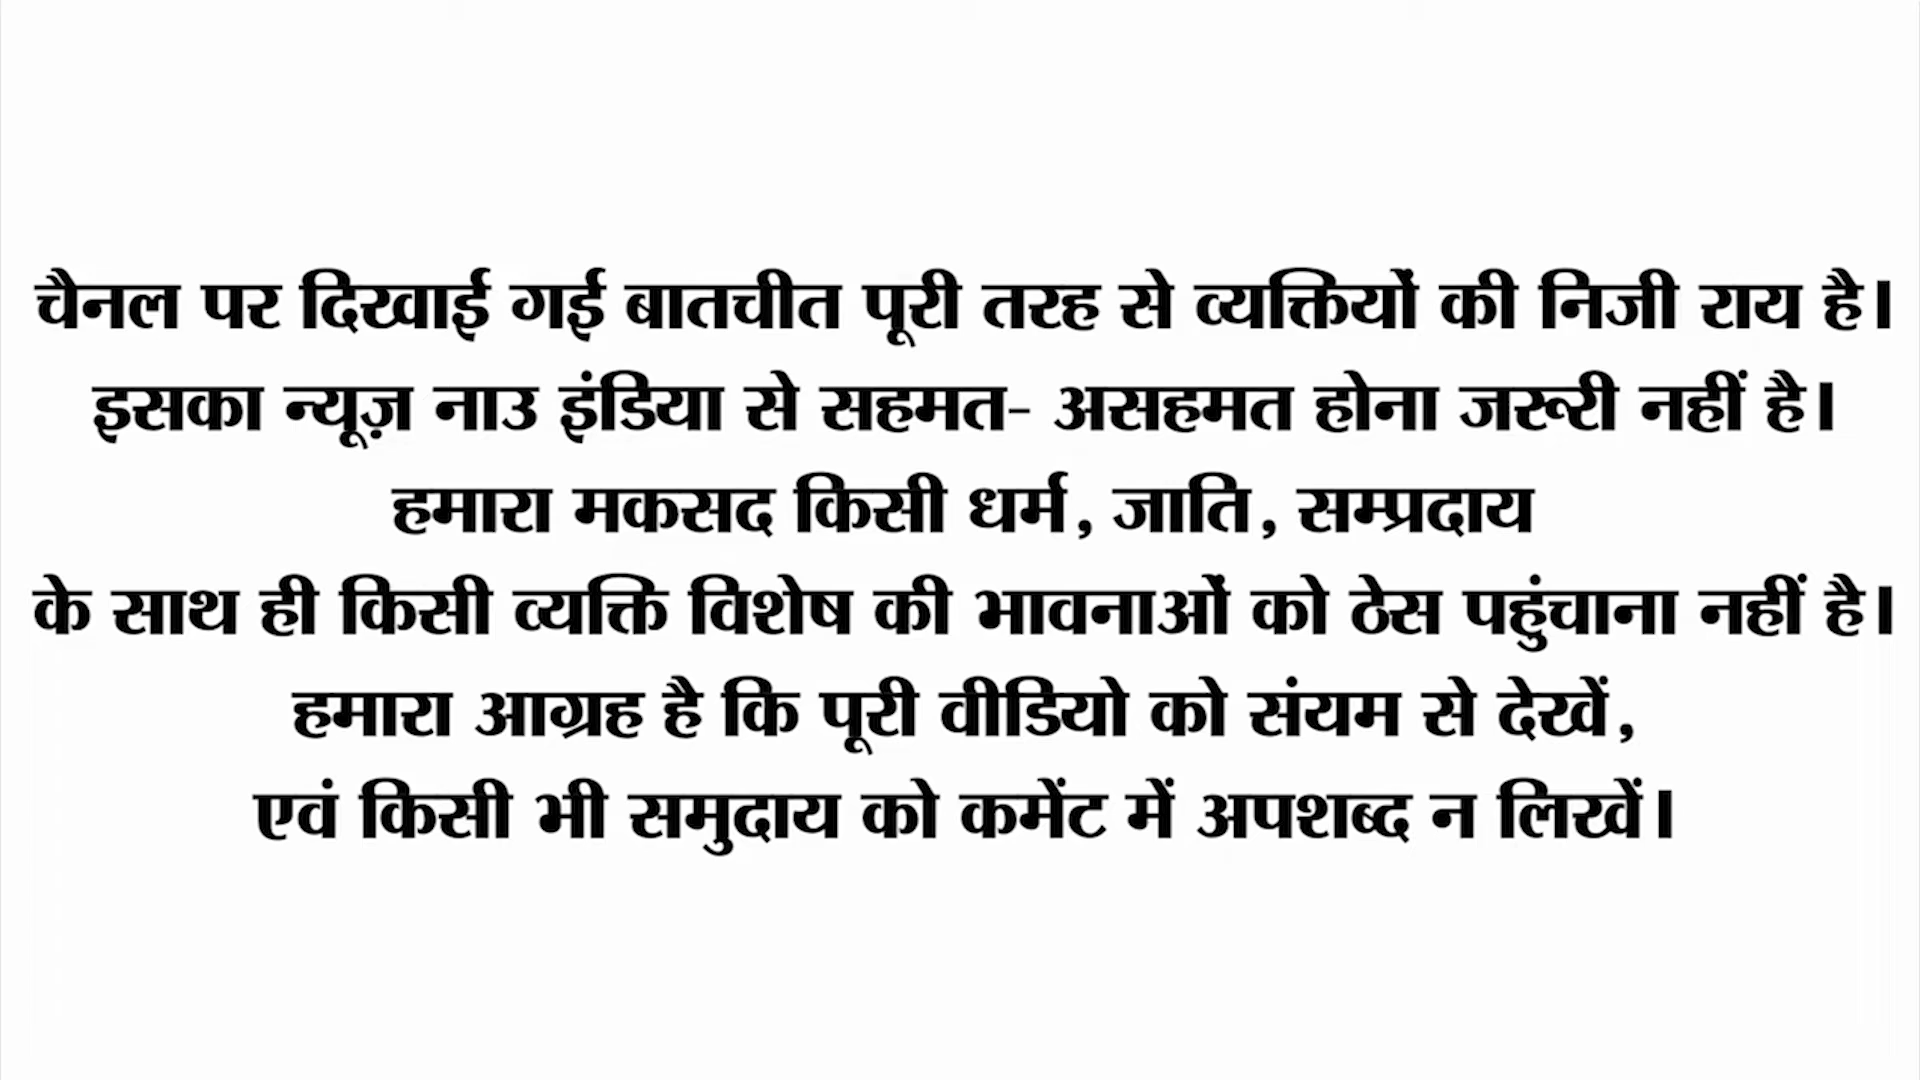 चैनल पर दिखाई गई बातचीत पूरी तरह से व्यक्तियों की निजी राय है।
इसका न्यूज़ नाउ इंडिया से सहमत- असहमत होना जरूरी नहीं है।
हमारा मकसद किसी धर्म, जाति, सम्प्रदाय
के साथ ही किसी व्यक्ति विशेष की भावनाओं को ठेस पहुंचाना नहीं है।
हमारा आग्रह है कि पूरी वीडियो को संयम से देखें,
एवं किसी भी समुदाय को कमेंट में अपशब्द न लिखें।